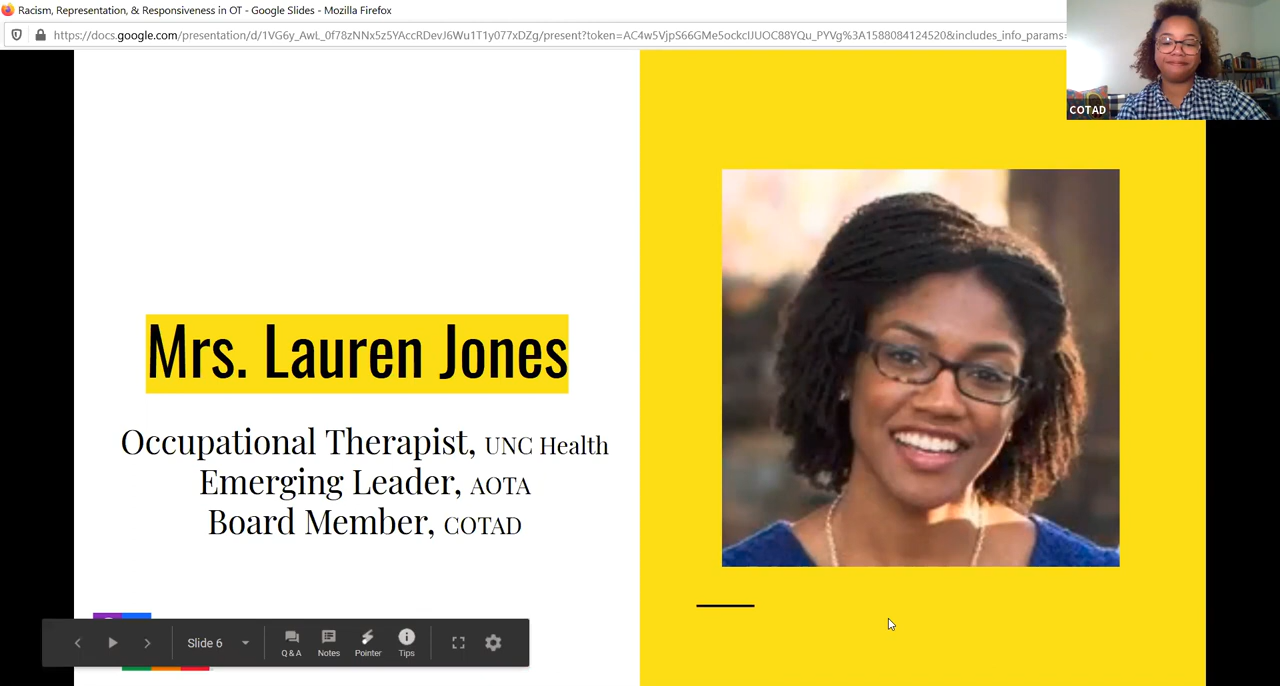 Racism, Representation, & Responsiveness in OT - Google Slides - Mozilla Firefox
https://docs.google.com/presentation/d/1VG6y_AwL_0f78zNNx5z5YAccRDevJ6Wu1T1y077xDZg/present?token=AC4w5VjpS66GMe5ockcIJUOC88YQu_PYVg%3A1588084124520&includes_info_params=
COTAD
Mrs. Lauren Jones
Occupational Therapist, UNC Health
Emerging Leader, AOTA
Board Member, COTAD
Slide 6
Q & A
Notes
Pointer
Tips